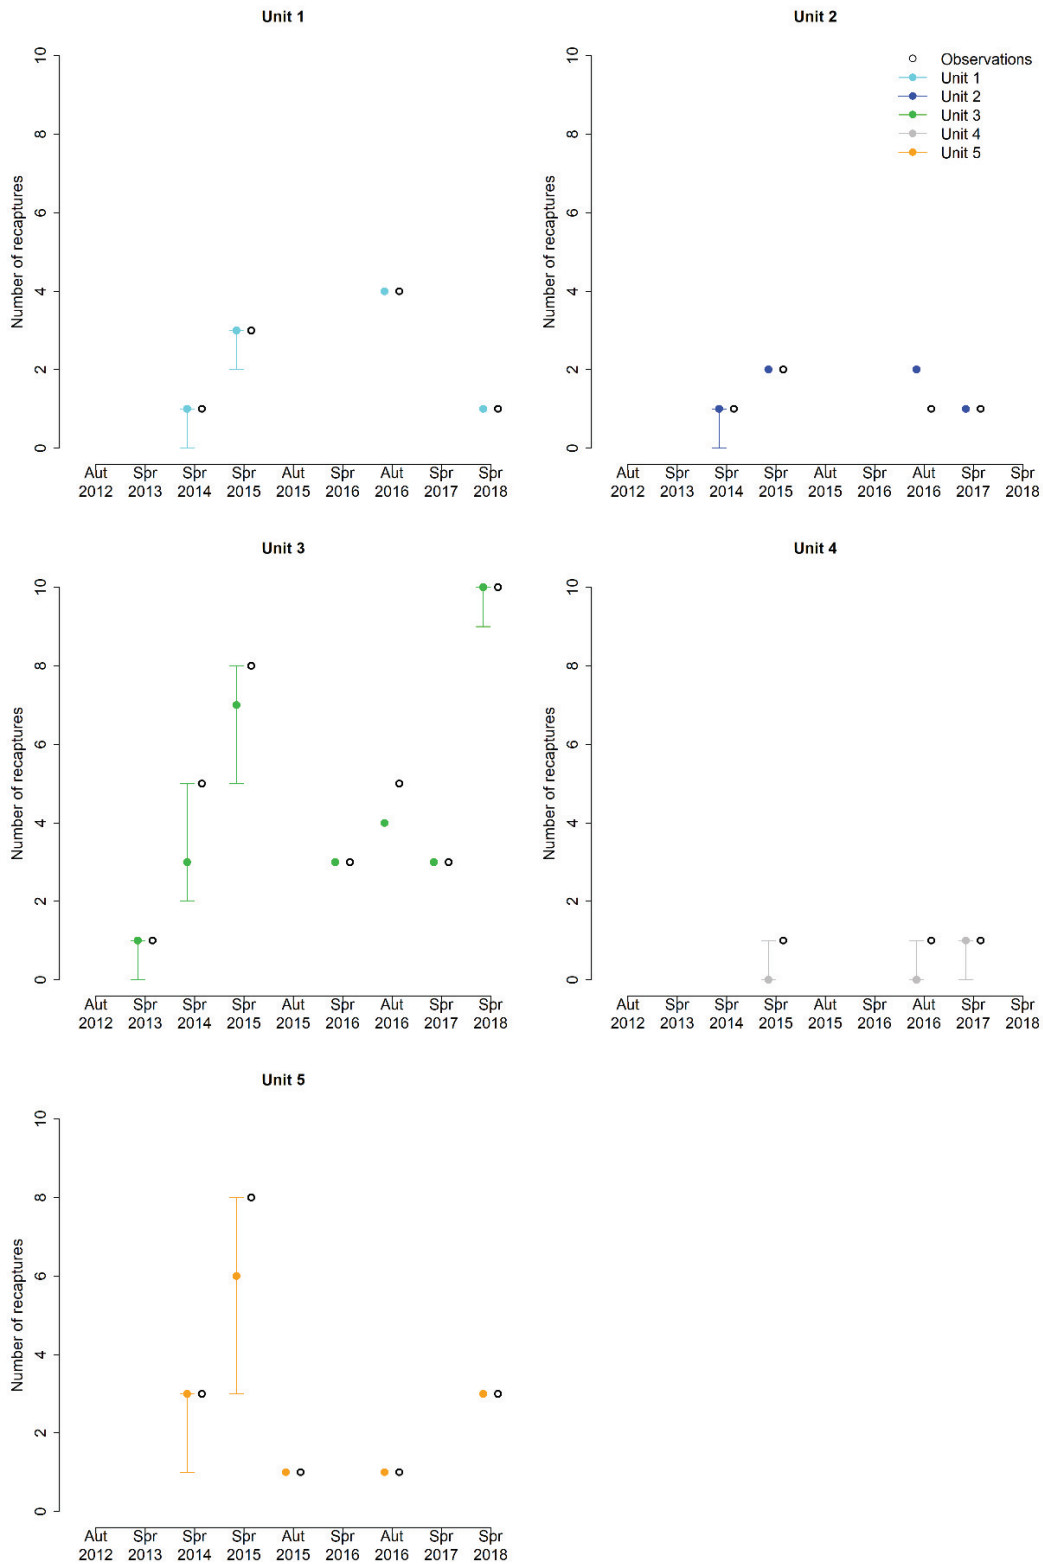 Unit 1
Number of recaptures
10
8
6
4
2
0
Aut 2012
Spr 2013
Spr 2014
Spr 2015
Aut 2015
Spr 2016
Aut 2016
Spr 2017
Spr 2018
Unit 2
Observations
Unit 1
Unit 2
Unit 3
Unit 4
Unit 5
Number of recaptures
10
8
6
4
2
0
Aut 2012
Spr 2013
Spr 2014
Spr 2015
Aut 2015
Spr 2016
Aut 2016
Spr 2017
Spr 2018
Unit 3
Number of recaptures
10
8
6
4
2
0
Aut 2012
Spr 2013
Spr 2014
Spr 2015
Aut 2015
Spr 2016
Aut 2016
Spr 2017
Spr 2018
Unit 4
Number of recaptures
10
8
6
4
2
0
Aut 2012
Spr 2013
Spr 2014
Spr 2015
Aut 2015
Spr 2016
Aut 2016
Spr 2017
Spr 2018
Unit 5
Number of recaptures
10
8
6
4
2
0
Aut 2012
Spr 2013
Spr 2014
Spr 2015
Aut 2015
Spr 2016
Aut 2016
Spr 2017
Spr 2018